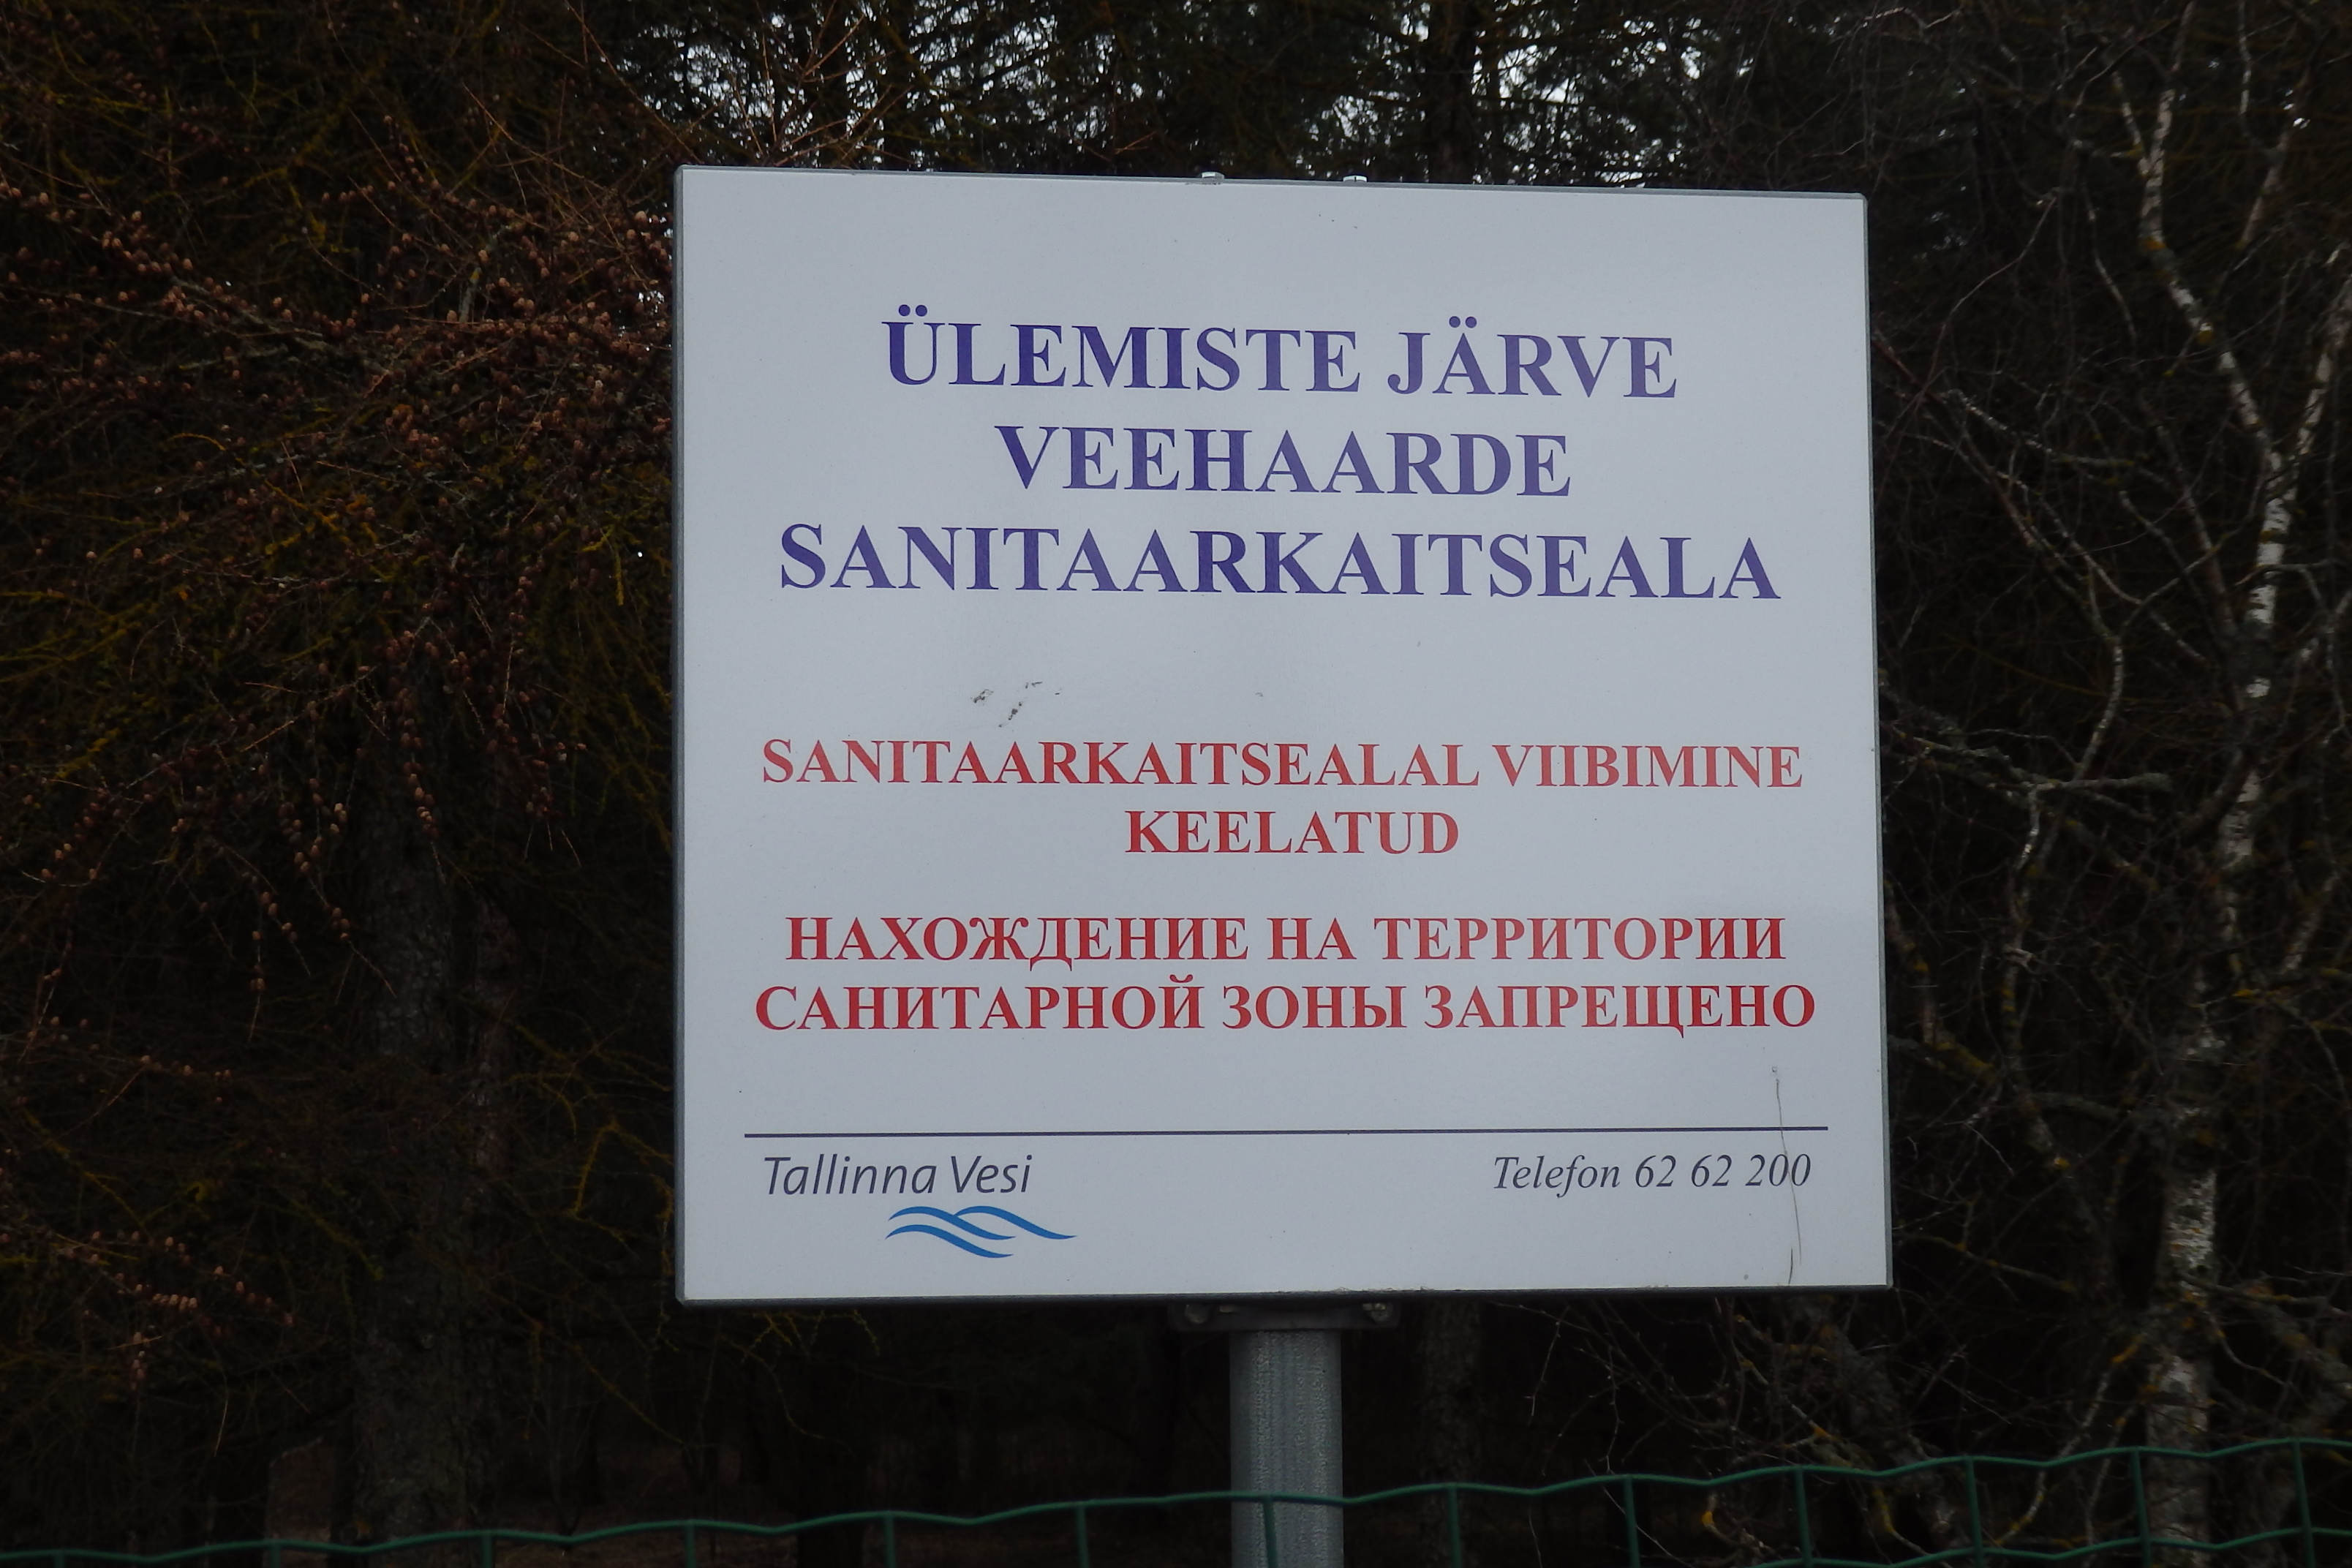 ÜLEMISTE JÄRVE
VEEHAARDE
SANITAARKAITSEALA
SANITAARKAITSEALAL VIIBIMINE
KEELATUD
НАХОЖДЕНИЕ НА ТЕРРИТОРИИ
САНИТАРНОЙ ЗОНЫ ЗАПРЕЩЕНО
Tallinna Vesi
Telefon 62 62 200